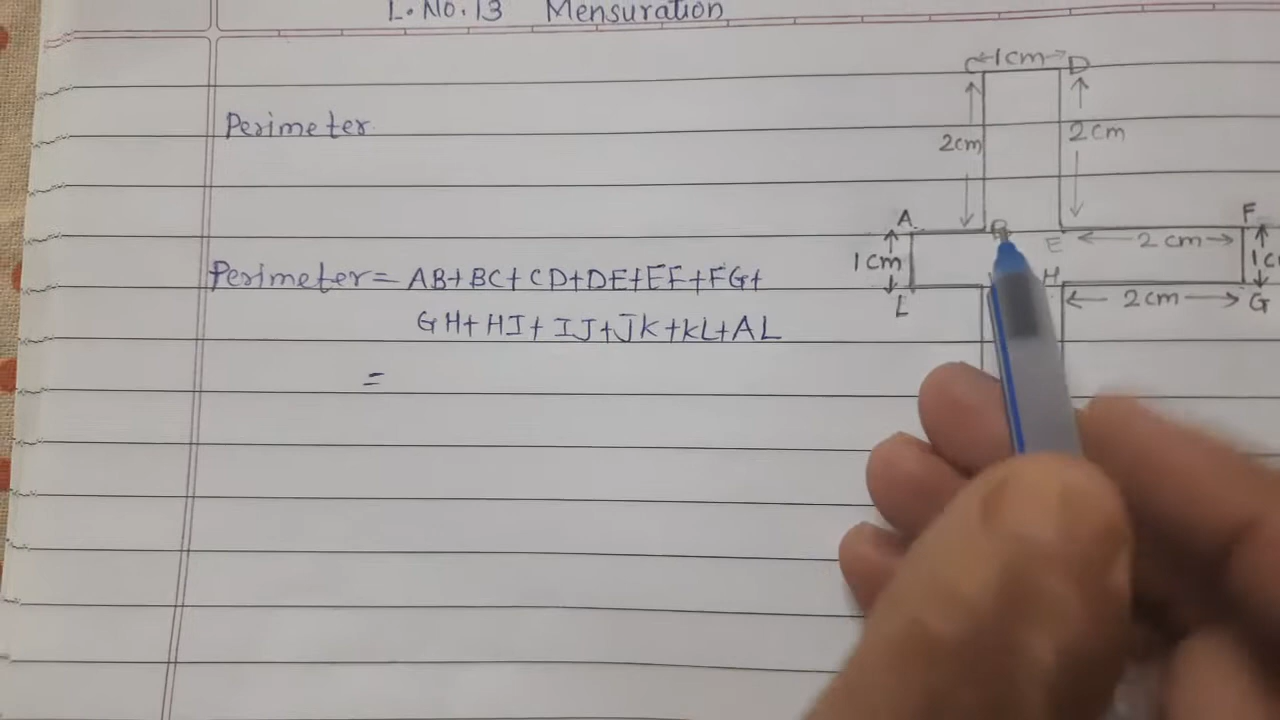 L. No. 13 Mensuration
C 1cm D
Perimeter
2cm 2cm
A B F
E 2 cm
1cm
Perimeter = AB+BC+CD+DE+EF+FG+
H
L 2cm G
GH+HI+IJ+JK+KL+AL
=